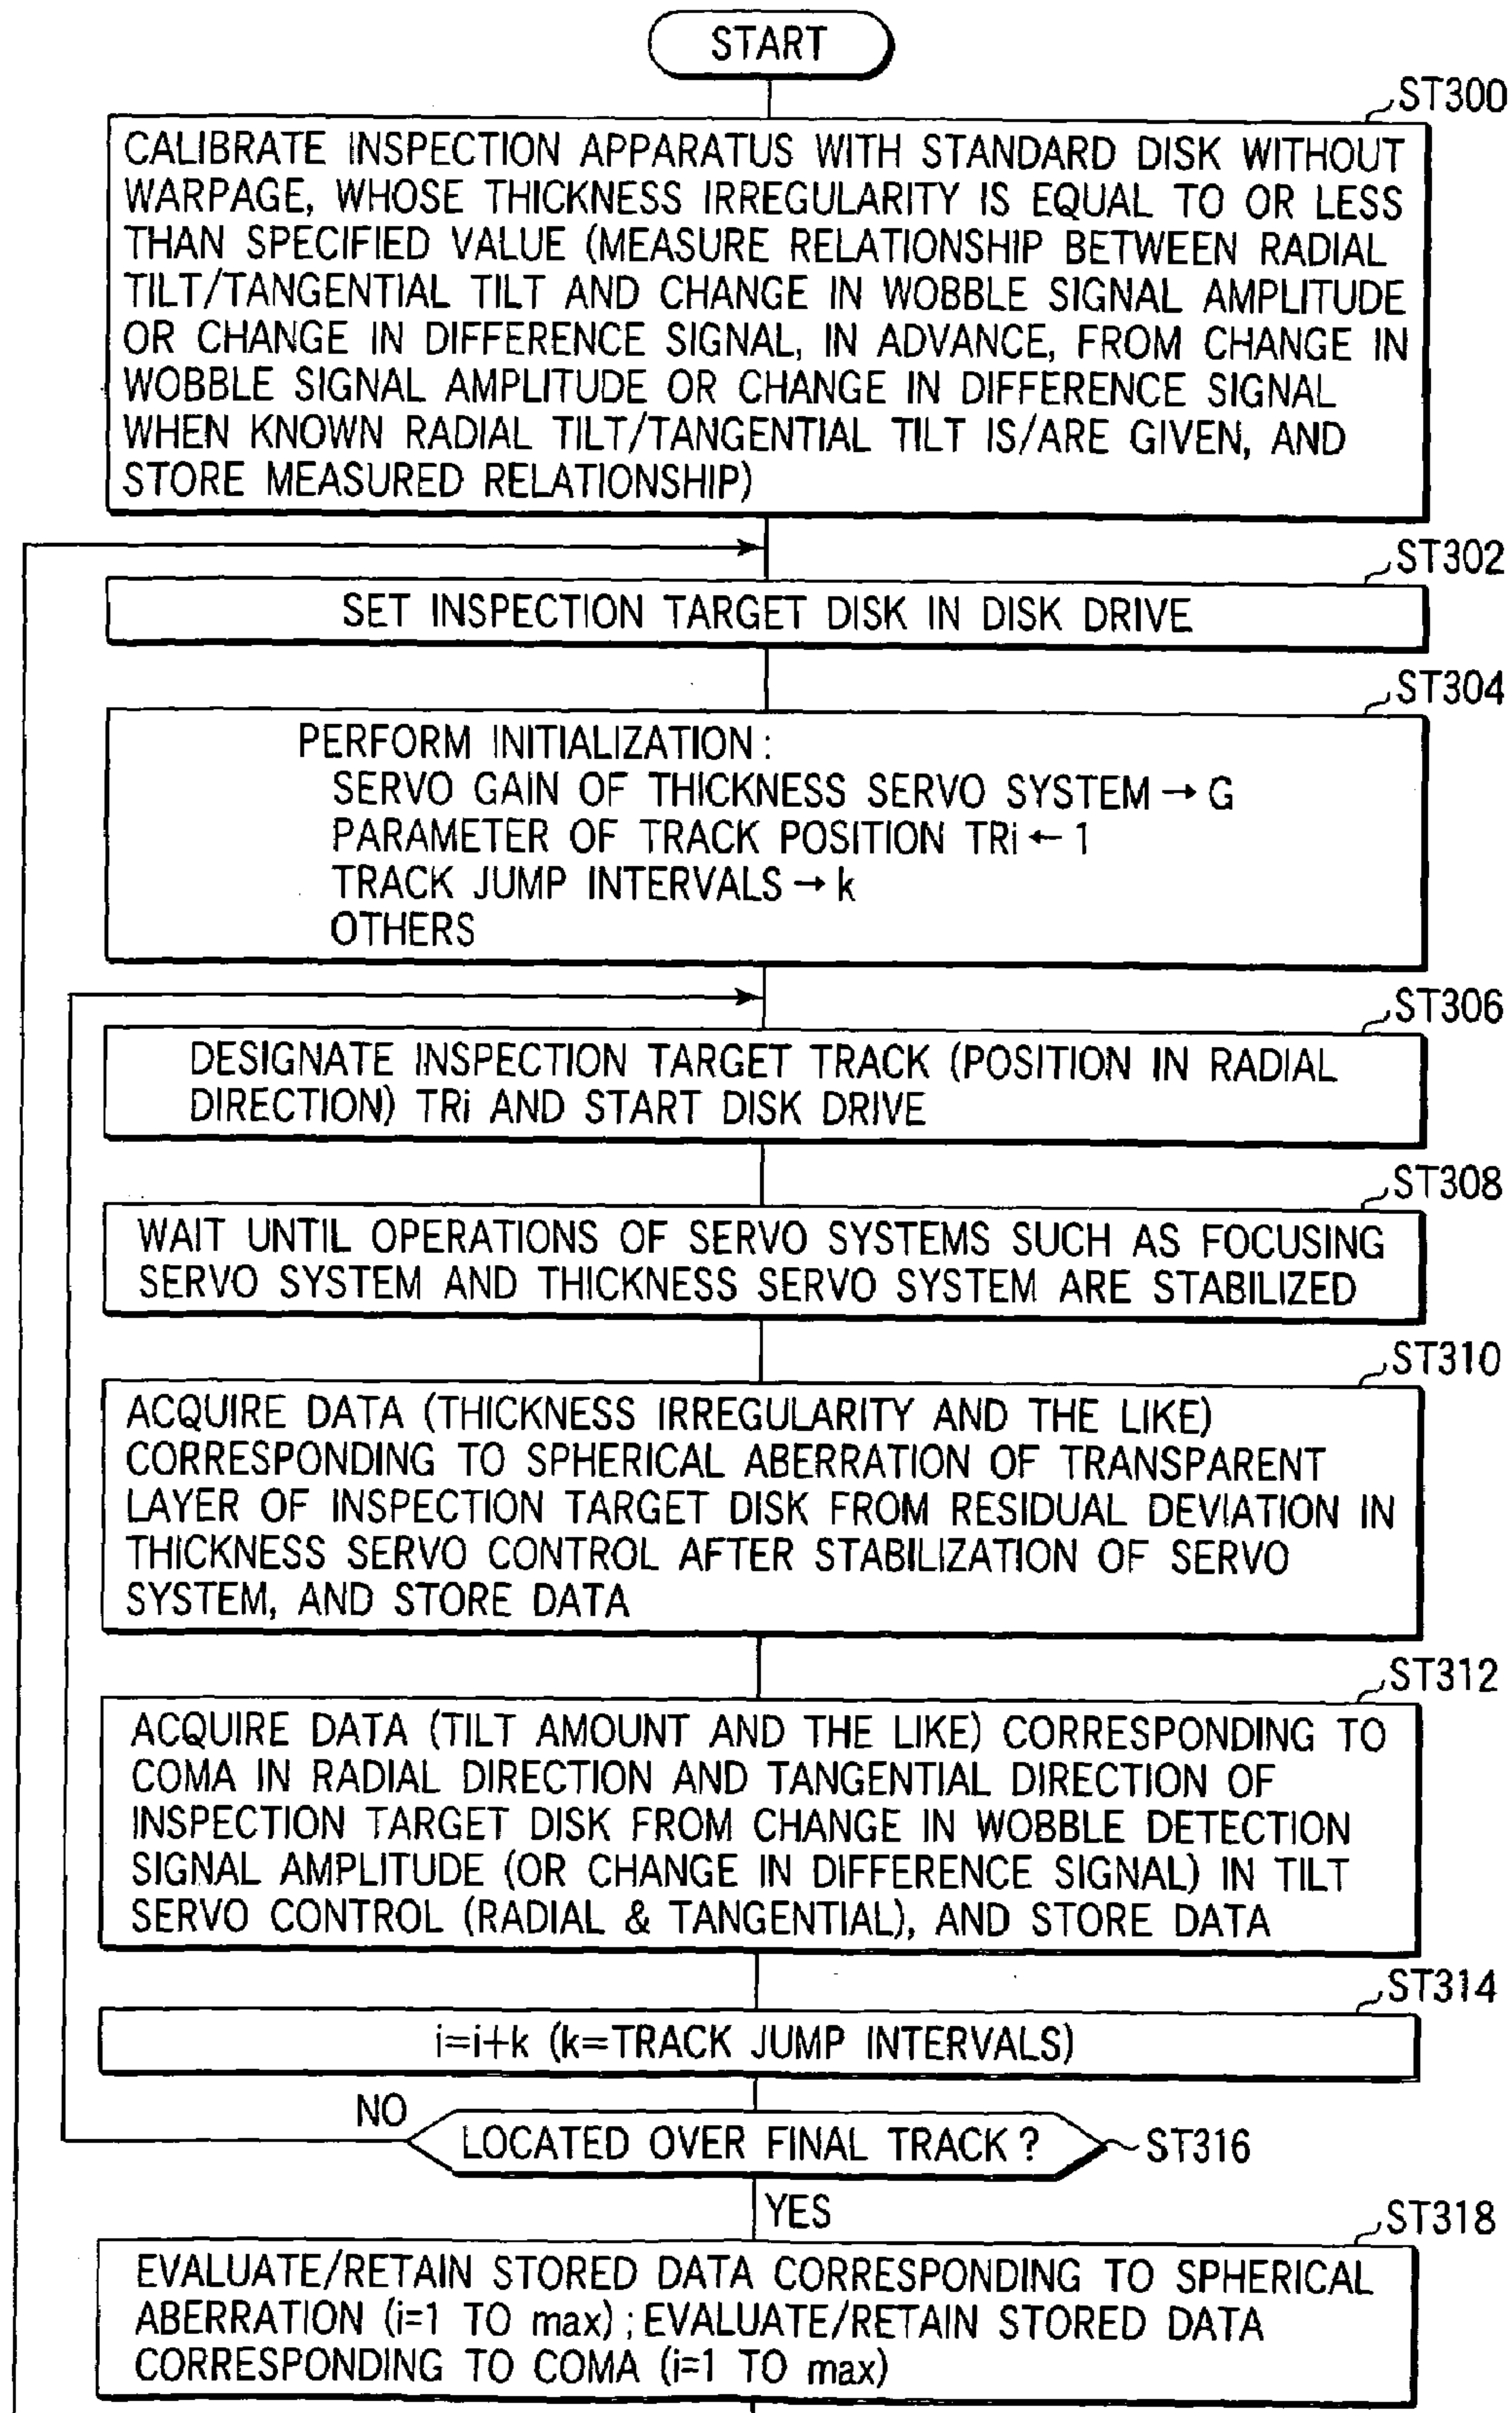 START
ST300
CALIBRATE INSPECTION APPARATUS WITH STANDARD DISK WITHOUT
WARPAGE, WHOSE THICKNESS IRREGULARITY IS EQUAL TO OR LESS
THAN SPECIFIED VALUE (MEASURE RELATIONSHIP BETWEEN RADIAL
TILT/TANGENTIAL TILT AND CHANGE IN WOBBLE SIGNAL AMPLITUDE
OR CHANGE IN DIFFERENCE SIGNAL, IN ADVANCE, FROM CHANGE IN
WOBBLE SIGNAL AMPLITUDE OR CHANGE IN DIFFERENCE SIGNAL
WHEN KNOWN RADIAL TILT/TANGENTIAL TILT IS/ARE GIVEN, AND
STORE MEASURED RELATIONSHIP)
ST302
SET INSPECTION TARGET DISK IN DISK DRIVE
ST304
PERFORM INITIALIZATION:
SERVO GAIN OF THICKNESS SERVO SYSTEM → G
PARAMETER OF TRACK POSITION TRi ← 1
TRACK JUMP INTERVALS → k
OTHERS
ST306
DESIGNATE INSPECTION TARGET TRACK (POSITION IN RADIAL
DIRECTION) TRi AND START DISK DRIVE
ST308
WAIT UNTIL OPERATIONS OF SERVO SYSTEMS SUCH AS FOCUSING
SERVO SYSTEM AND THICKNESS SERVO SYSTEM ARE STABILIZED
ST310
ACQUIRE DATA (THICKNESS IRREGULARITY AND THE LIKE)
CORRESPONDING TO SPHERICAL ABERRATION OF TRANSPARENT
LAYER OF INSPECTION TARGET DISK FROM RESIDUAL DEVIATION IN
THICKNESS SERVO CONTROL AFTER STABILIZATION OF SERVO
SYSTEM, AND STORE DATA
ST312
ACQUIRE DATA (TILT AMOUNT AND THE LIKE) CORRESPONDING TO
COMA IN RADIAL DIRECTION AND TANGENTIAL DIRECTION OF
INSPECTION TARGET DISK FROM CHANGE IN WOBBLE DETECTION
SIGNAL AMPLITUDE (OR CHANGE IN DIFFERENCE SIGNAL) IN TILT
SERVO CONTROL (RADIAL & TANGENTIAL), AND STORE DATA
ST314
i=i+k (k=TRACK JUMP INTERVALS)
NO
LOCATED OVER FINAL TRACK?
ST316
YES
ST318
EVALUATE/RETAIN STORED DATA CORRESPONDING TO SPHERICAL
ABERRATION (i=1 TO max); EVALUATE/RETAIN STORED DATA
CORRESPONDING TO COMA (i=1 TO max)